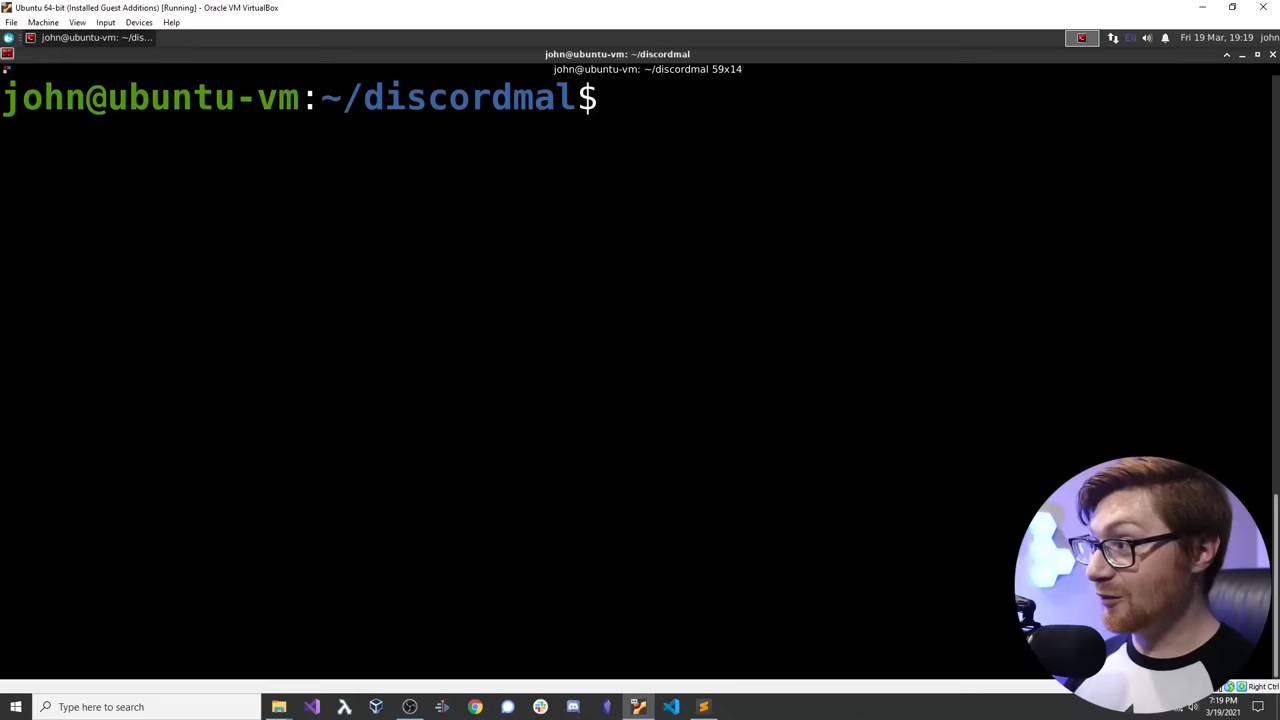 Ubuntu 64-bit (Installed Guest Additions) [Running] - Oracle VM VirtualBox
File Machine View Input Devices Help
john@ubuntu-vm: ~/dis... Fri 19 Mar, 19:19 john
john@ubuntu-vm: ~/discordmal
john@ubuntu-vm: ~/discordmal 59x14
john@ubuntu-vm:~/discordmal$
Right Ctrl
Type here to search
7:19 PM
3/19/2021